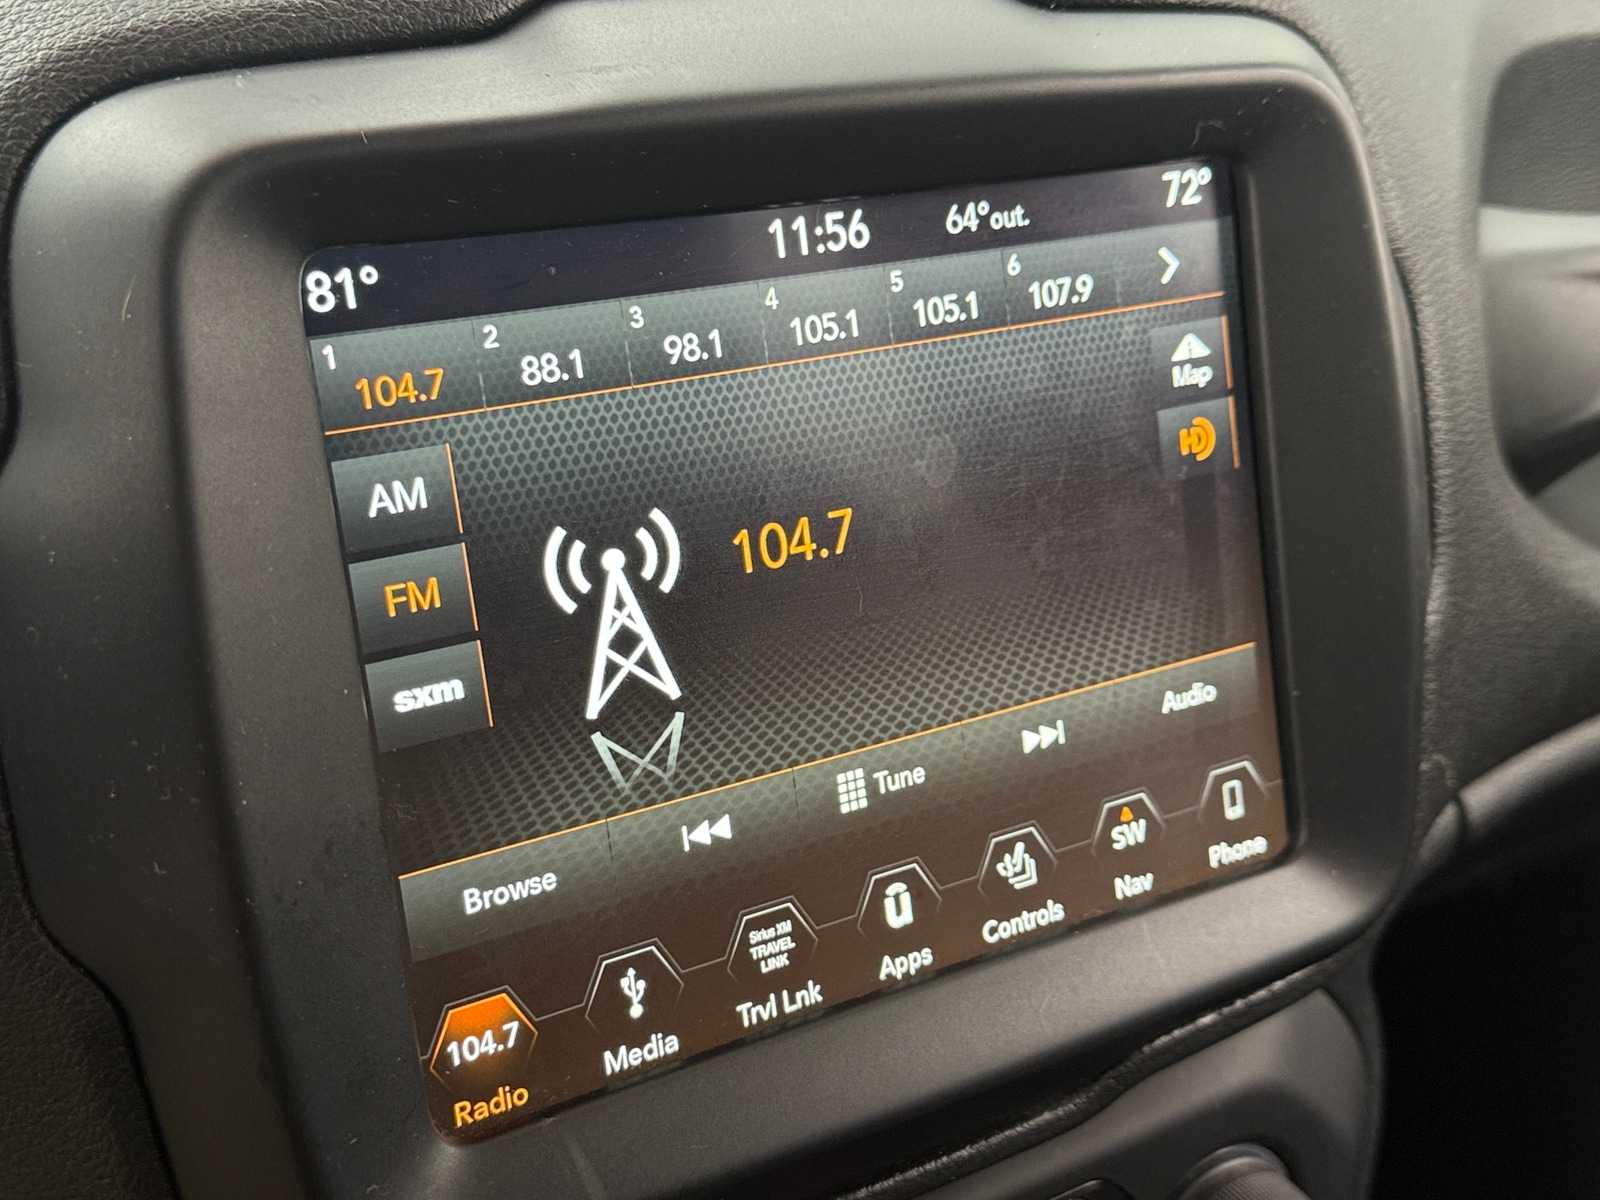 81° 11:56 64° out. 72°
1 2 3 4 5 6
104.7 88.1 98.1 105.1 105.1 107.9
Map
HD
AM
FM
sxm
104.7
Browse Tune Audio
104.7
Radio
Media
Sirius XM
TRAVEL
LINK
Trvl Lnk
Apps
Controls
SW
Nav
Phone